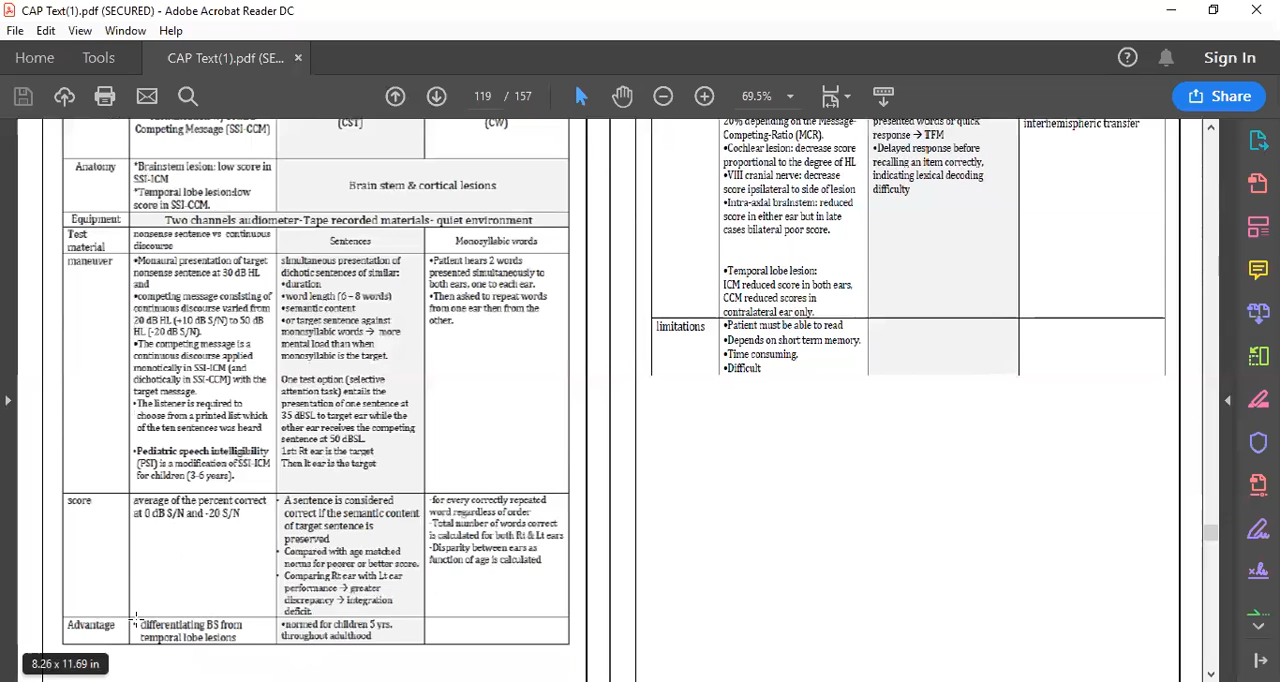 CAP Text(1).pdf (SECURED) - Adobe Acrobat Reader DC
File Edit View Window Help
Home Tools CAP Text(1).pdf (SE... × Sign In
119 / 157 69.5% Share
Competing Message (SSI-CCM)
(CST)
(CW)
Anatomy
*Brainstem lesion: low score in
SSI-ICM
*Temporal lobe lesion:low
score in SSI-CCM.
Brain stem & cortical lesions
Equipment
Two channels audiometer-Tape recorded materials- quiet environment
Test
material
nonsense sentence vs continuous
discourse
Sentences
Monosyllabic words
maneuver
•Monaural presentation of target
nonsense sentence at 30 dB HL
and
•competing message consisting of
continuous discourse varied from
20 dB HL (+10 dB S/N) to 50 dB
HL [-20 dB S/N).
•The competing message is a
continuous discourse applied
monotically in SSI-ICM (and
dichotically in SSI-CCM) with the
target message.
•The listener is required to
choose from a printed list which
of the ten sentences was heard
•Pediatric speech intelligibility
(PSI) is a modification of SSI-ICM
for children (3-6 years).
simultaneous presentation of
dichotic sentences of similar:
•duration
•word length (6 – 8 words)
•semantic content
•or target sentence against
monosyllabic words → more
mental load than when
monosyllabic is the target.
One test option (selective
attention task) entails the
presentation of one sentence at
35 dBSL to target ear while the
other ear receives the competing
sentence at 50 dBSL.
1st: Rt ear is the target
Then lt ear is the target
•Patient hears 2 words
presented simultaneously to
both ears, one to each ear.
•Then asked to repeat words
from one ear then from the
other.
score
average of the percent correct
at 0 dB S/N and -20 S/N
• A sentence is considered
correct if the semantic content
of target sentence is
preserved
• Compared with age matched
norms for poorer or better score.
• Comparing Rt ear with Lt ear
performance → greater
discrepancy → integration
deficit.
-for every correctly repeated
word regardless of order
-Total number of words correct
is calculated for both Rt & Lt ears
-Disparity between ears as
function of age is calculated
Advantage
differentiating BS from
temporal lobe lesions
•normed for children 5 yrs.
throughout adulthood
8.26 x 11.69 in
20% depending on the Message-
Competing-Ratio (MCR).
•Cochlear lesion: decrease score
proportional to the degree of HL
•VIII cranial nerve: decrease
score ipsilateral to side of lesion
•Intra-axial brainstem: reduced
score in either ear but in late
cases bilateral poor score.
•Temporal lobe lesion:
ICM reduced score in both ears,
CCM reduced scores in
contralateral ear only.
presented words or quick
response → TFM
•Delayed response before
recalling an item correctly,
indicating lexical decoding
difficulty
interhemispheric transfer
limitations
•Patient must be able to read
•Depends on short term memory.
•Time consuming.
•Difficult